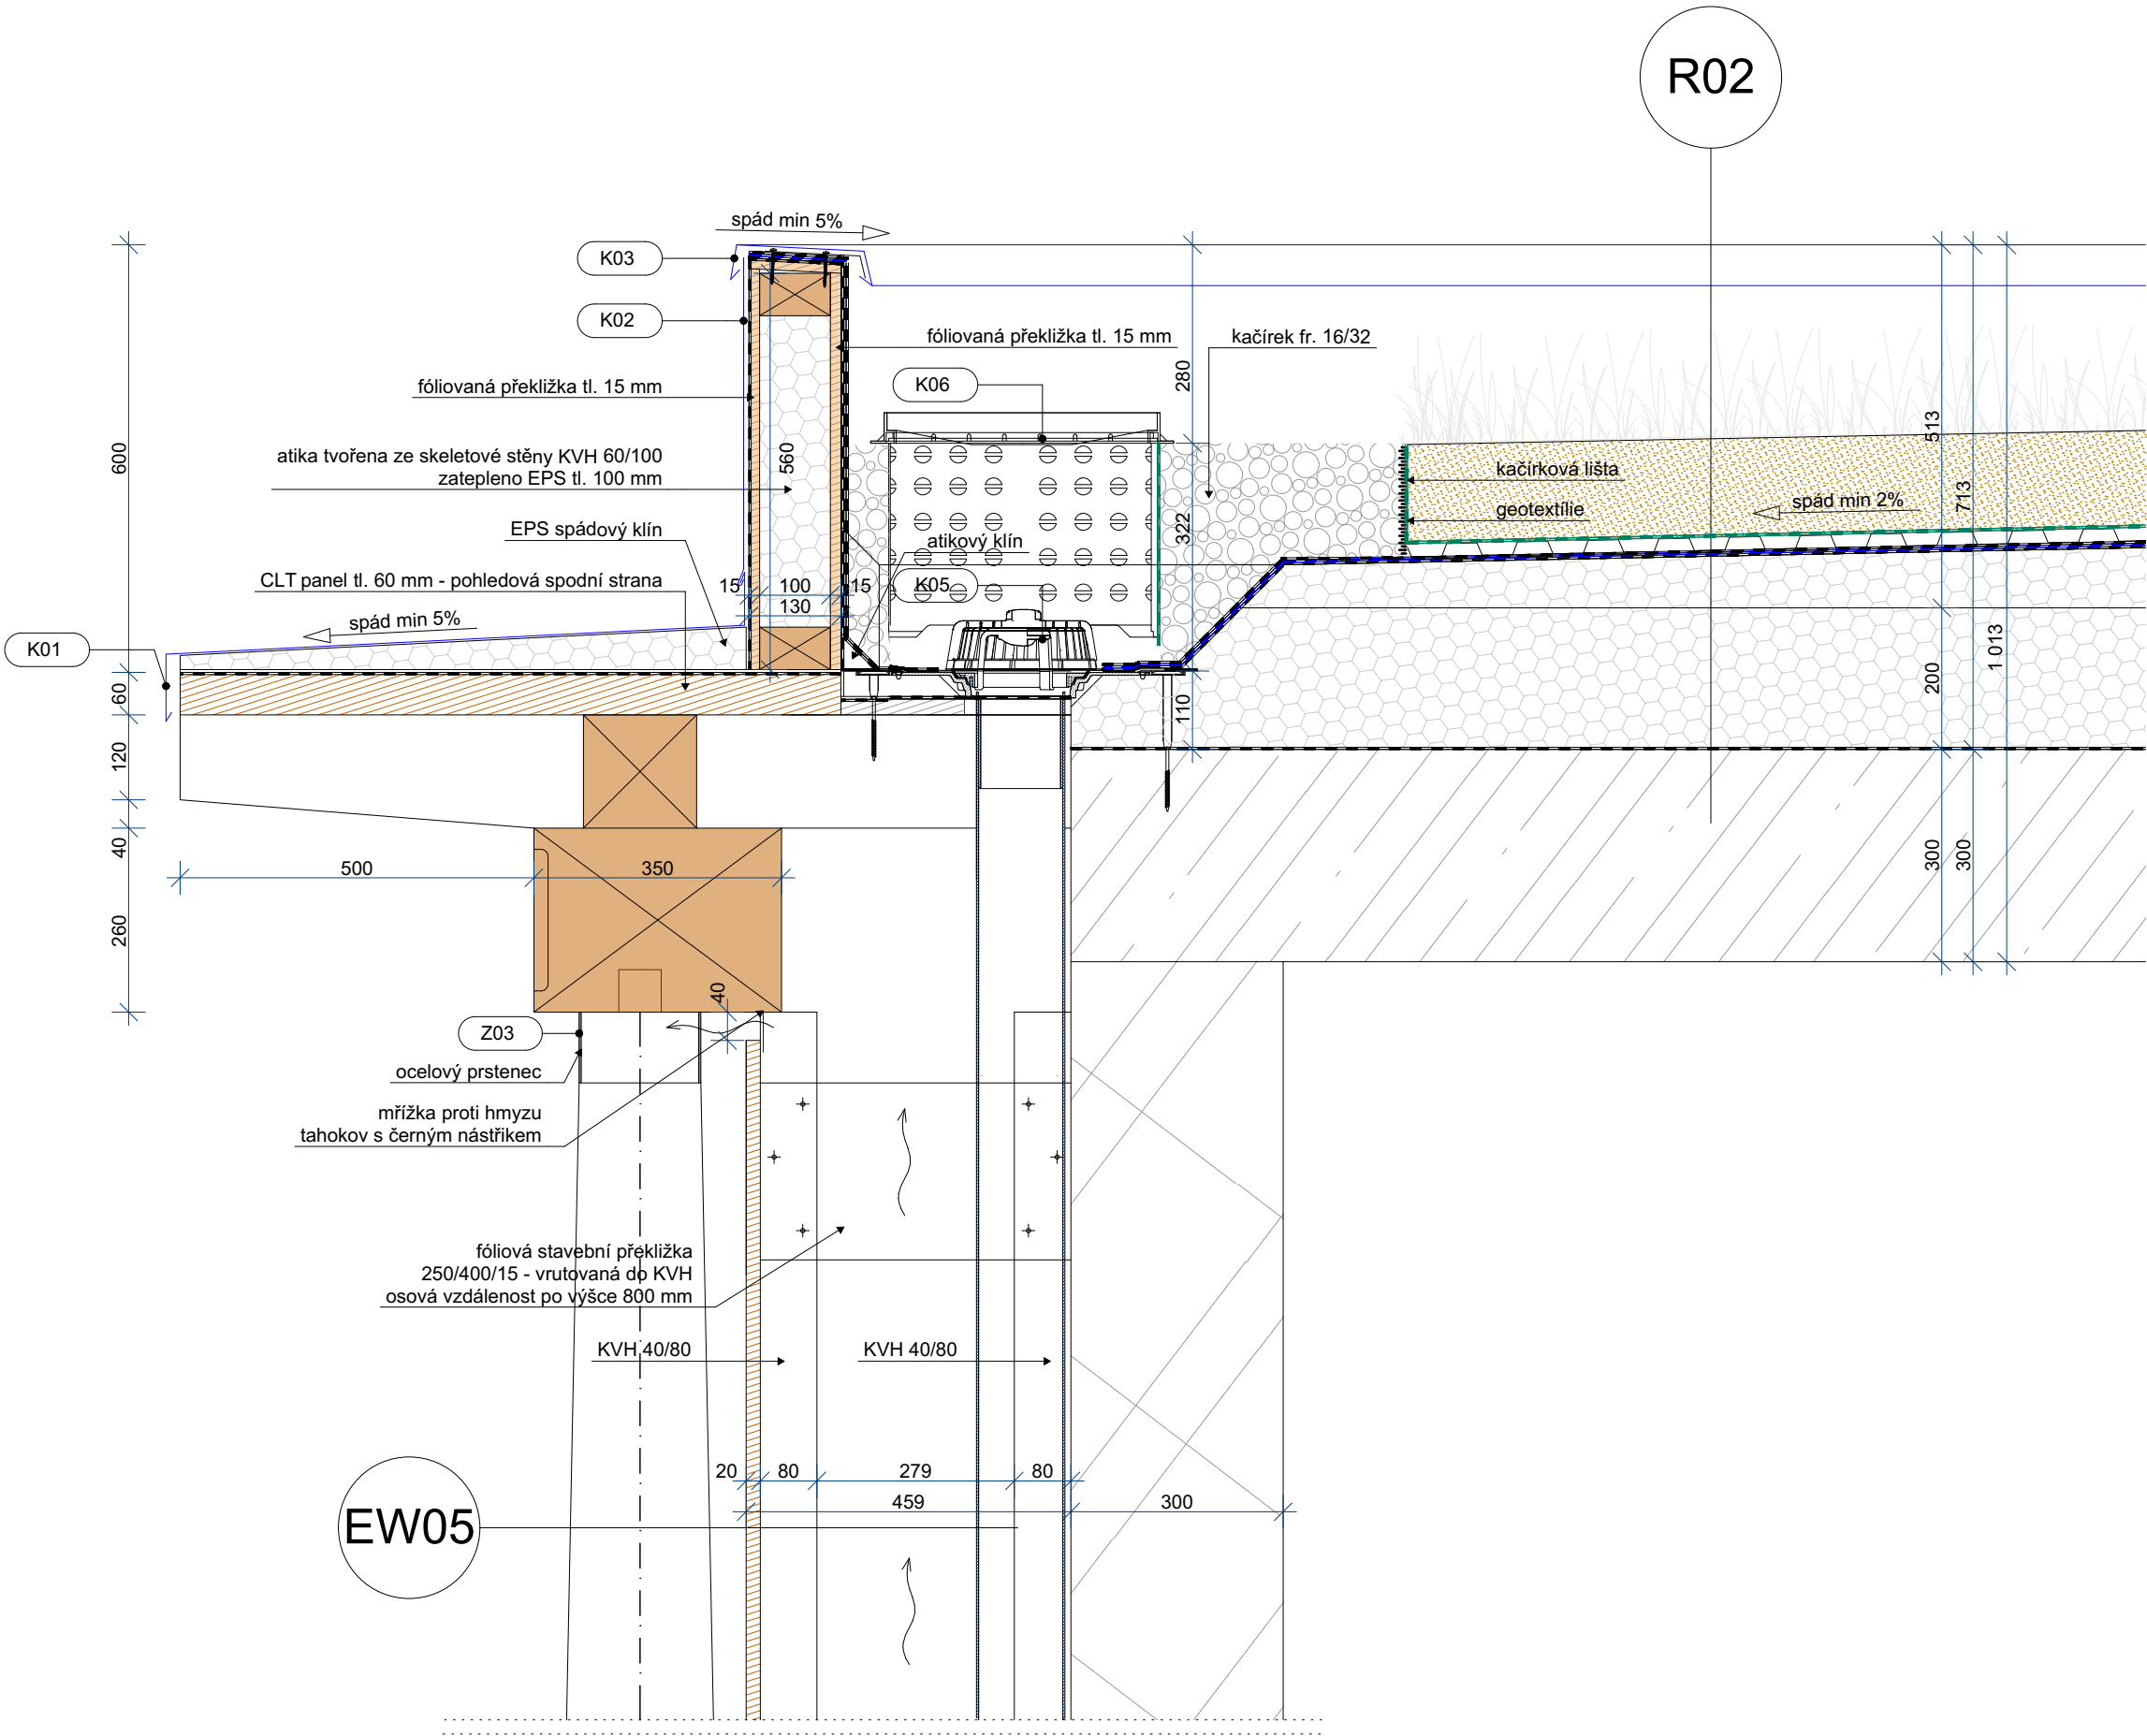 R02
spád min 5%
K03
K02
fóliovaná překližka tl. 15 mm
kačírek fr. 16/32
K06
fóliovaná překližka tl. 15 mm
280
513
600
560
atika tvořena ze skeletové stěny KVH 60/100
zatepleno EPS tl. 100 mm
kačírková lišta
713
spád min 2%
geotextílie
EPS spádový klín
322
atikový klín
CLT panel tl. 60 mm - pohledová spodní strana
15
100
15
K05
130
spád min 5%
K01
1 013
60
200
110
120
40
500
350
300
300
260
40
Z03
ocelový prstenec
mřížka proti hmyzu
tahokov s černým nástřikem
fóliová stavební překližka
250/400/15 - vrutovaná do KVH
osová vzdálenost po výšce 800 mm
KVH 40/80
KVH 40/80
20
80
279
80
459
300
EW05